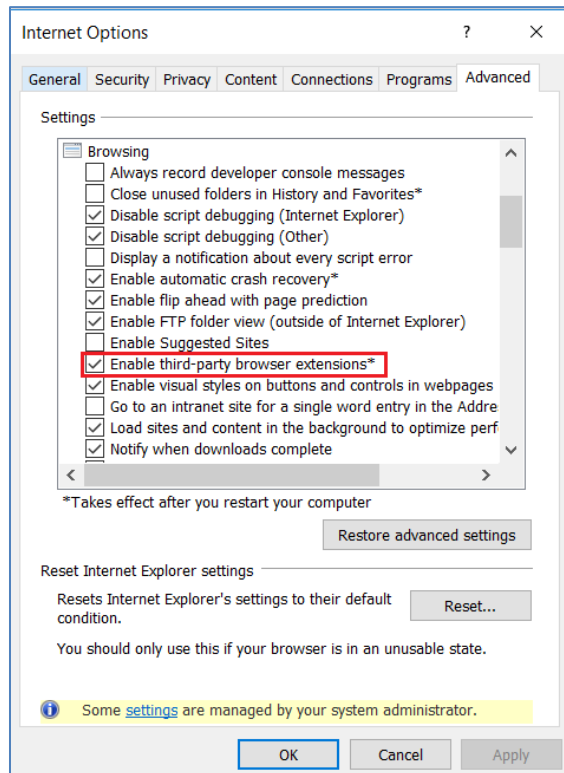 Internet Options ? ×
General Security Privacy Content Connections Programs Advanced
Settings
Browsing
Always record developer console messages
Close unused folders in History and Favorites*
Disable script debugging (Internet Explorer)
Disable script debugging (Other)
Display a notification about every script error
Enable automatic crash recovery*
Enable flip ahead with page prediction
Enable FTP folder view (outside of Internet Explorer)
Enable Suggested Sites
Enable third-party browser extensions*
Enable visual styles on buttons and controls in webpages
Go to an intranet site for a single word entry in the Addre
Load sites and content in the background to optimize perf
Notify when downloads complete
*Takes effect after you restart your computer
Restore advanced settings
Reset Internet Explorer settings
Resets Internet Explorer's settings to their default
condition.
Reset...
You should only use this if your browser is in an unusable state.
Some settings are managed by your system administrator.
OK Cancel Apply